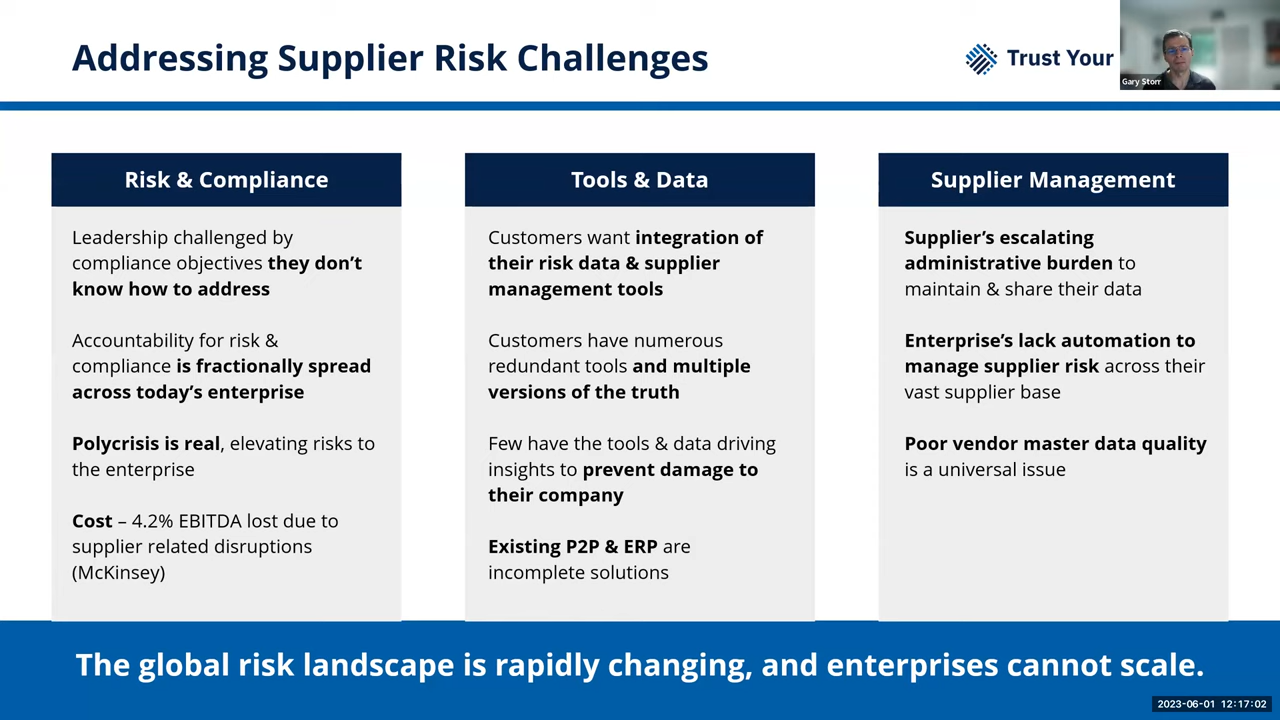 Addressing Supplier Risk Challenges
Trust Your
Gary Storr
Risk & Compliance
Leadership challenged by
compliance objectives they don’t
know how to address
Accountability for risk &
compliance is fractionally spread
across today’s enterprise
Polycrisis is real, elevating risks to
the enterprise
Cost – 4.2% EBITDA lost due to
supplier related disruptions
(McKinsey)
Tools & Data
Customers want integration of
their risk data & supplier
management tools
Customers have numerous
redundant tools and multiple
versions of the truth
Few have the tools & data driving
insights to prevent damage to
their company
Existing P2P & ERP are
incomplete solutions
Supplier Management
Supplier’s escalating
administrative burden to
maintain & share their data
Enterprise’s lack automation to
manage supplier risk across their
vast supplier base
Poor vendor master data quality
is a universal issue
The global risk landscape is rapidly changing, and enterprises cannot scale.
2023-06-01 12:17:02